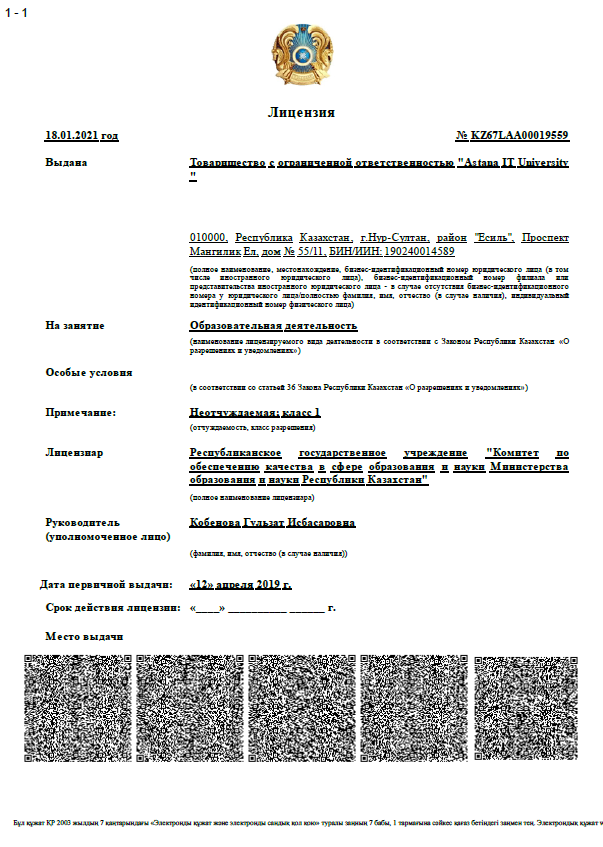 1 - 1
Лицензия
18.01.2021 год
№ KZ67LAA00019559
Выдана
Товарищество с ограниченной ответственностью "Astana IT University
"
010000, Республика Казахстан, г.Нур-Султан, район "Есиль", Проспект
Мангилик Ел, дом № 55/11, БИН/ИИН: 190240014589
(полное наименование, местонахождение, бизнес-идентификационный номер юридического лица (в том
числе иностранного юридического лица), бизнес-идентификационный номер филиала или
представительства иностранного юридического лица - в случае отсутствия бизнес-идентификационного
номера у юридического лица/полностью фамилия, имя, отчество (в случае наличия), индивидуальный
идентификационный номер физического лица)
На занятие
Образовательная деятельность
(наименование лицензируемого вида деятельности в соответствии с Законом Республики Казахстан «О
разрешениях и уведомлениях»)
Особые условия
(в соответствии со статьей 36 Закона Республики Казахстан «О разрешениях и уведомлениях»)
Примечание:
Неотчуждаемая; класс 1
(отчуждаемость, класс разрешения)
Лицензиар
Республиканское государственное учреждение "Комитет по
обеспечению качества в сфере образования и науки Министерства
образования и науки Республики Казахстан"
(полное наименование лицензиара)
Руководитель
(уполномоченное лицо)
Кобенова Гульзат Исбасаровна
(фамилия, имя, отчество (в случае наличия))
Дата первичной выдачи:
«12» апреля 2019 г.
Срок действия лицензии:
«____» __________ ______ г.
Место выдачи
Бұл құжат ҚР 2003 жылдың 7 қаңтарындағы «Электронды құжат және электронды сандық қол қою» туралы заңның 7 бабы, 1 тармағына сәйкес қағаз бетіндегі заңмен тең. Электрондық құжат